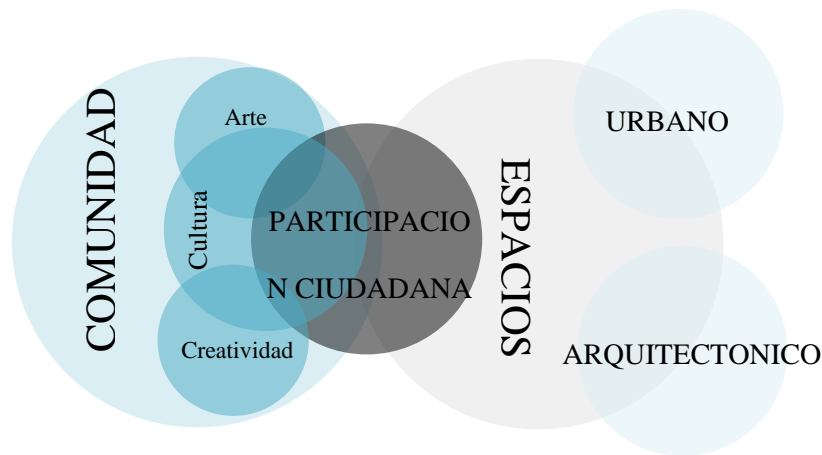 COMUNIDAD
Arte
Cultura
Creatividad
PARTICIPACIO
N CIUDADANA
ESPACIOS
URBANO
ARQUITECTONICO